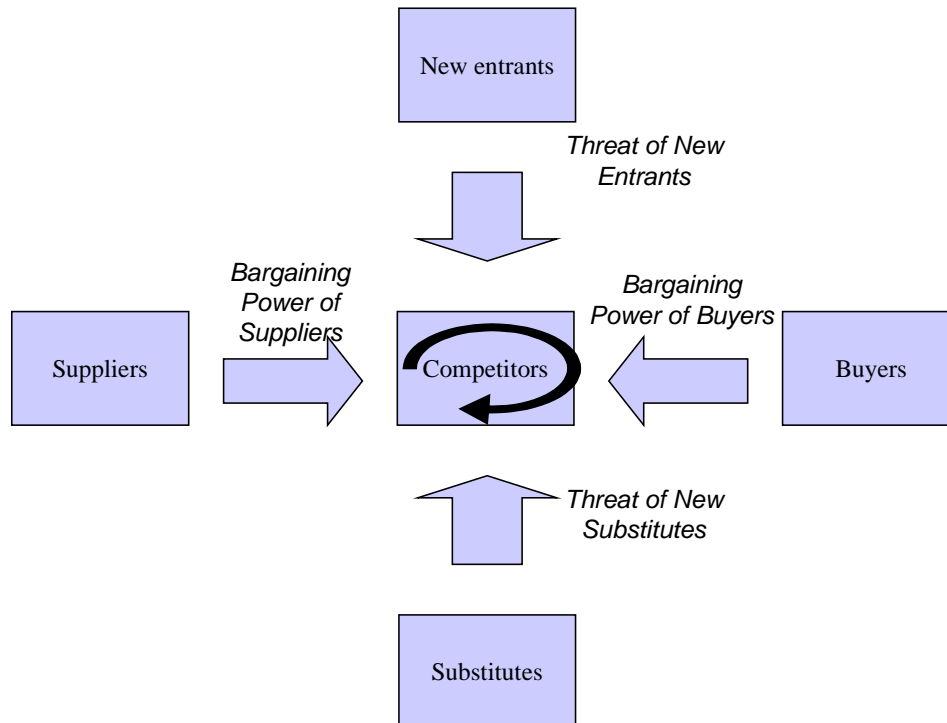 New entrants
Threat of New
Entrants
Bargaining
Power of
Suppliers
Bargaining
Power of Buyers
Suppliers
Competitors
Buyers
Threat of New
Substitutes
Substitutes